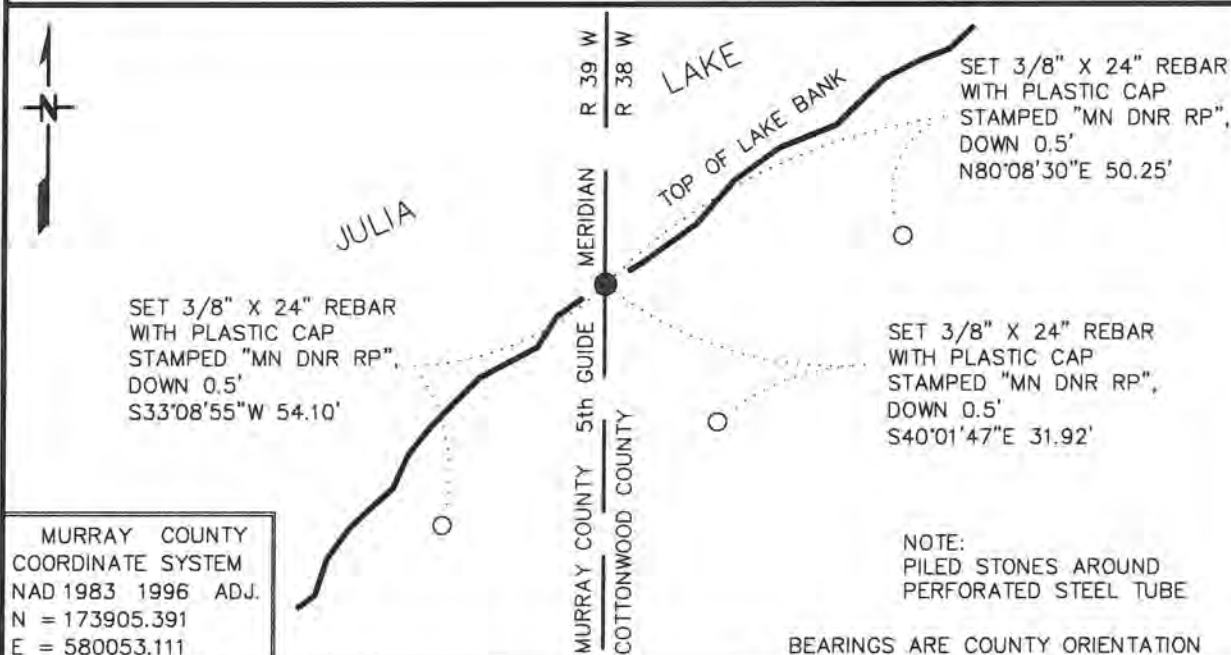 N
R 39 W
R 38 W
LAKE
JULIA
TOP OF LAKE BANK
SET 3/8" X 24" REBAR
WITH PLASTIC CAP
STAMPED "MN DNR RP",
DOWN 0.5'
N80°08'30"E 50.25'
SET 3/8" X 24" REBAR
WITH PLASTIC CAP
STAMPED "MN DNR RP",
DOWN 0.5'
S33°08'55"W 54.10'
SET 3/8" X 24" REBAR
WITH PLASTIC CAP
STAMPED "MN DNR RP",
DOWN 0.5'
S40°01'47"E 31.92'
5th GUIDE MERIDIAN
MURRAY COUNTY
COTTONWOOD COUNTY
MURRAY COUNTY
COORDINATE SYSTEM
NAD 1983 1996 ADJ.
N = 173905.391
E = 580053.111
NOTE:
PILED STONES AROUND
PERFORATED STEEL TUBE
BEARINGS ARE COUNTY ORIENTATION